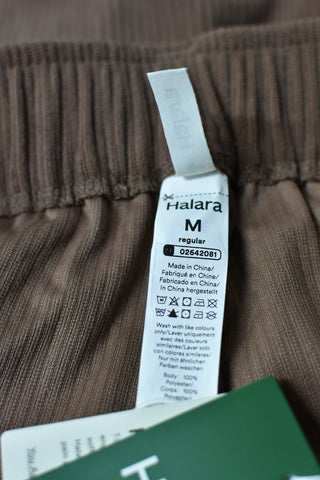 Halara
Halara
M
regular
02642081
Made in China/
Fabriqué en Chine/
Fabricado en China/
In China hergestellt
Wash with like colours
only/Laver uniquement
avec des couleurs
similaires/Lavar solo
con colores similares/
Nur mit ähnlichen
Farben waschen
Body: 100%
Polyester/
Corps: 100%
Polyester/
H